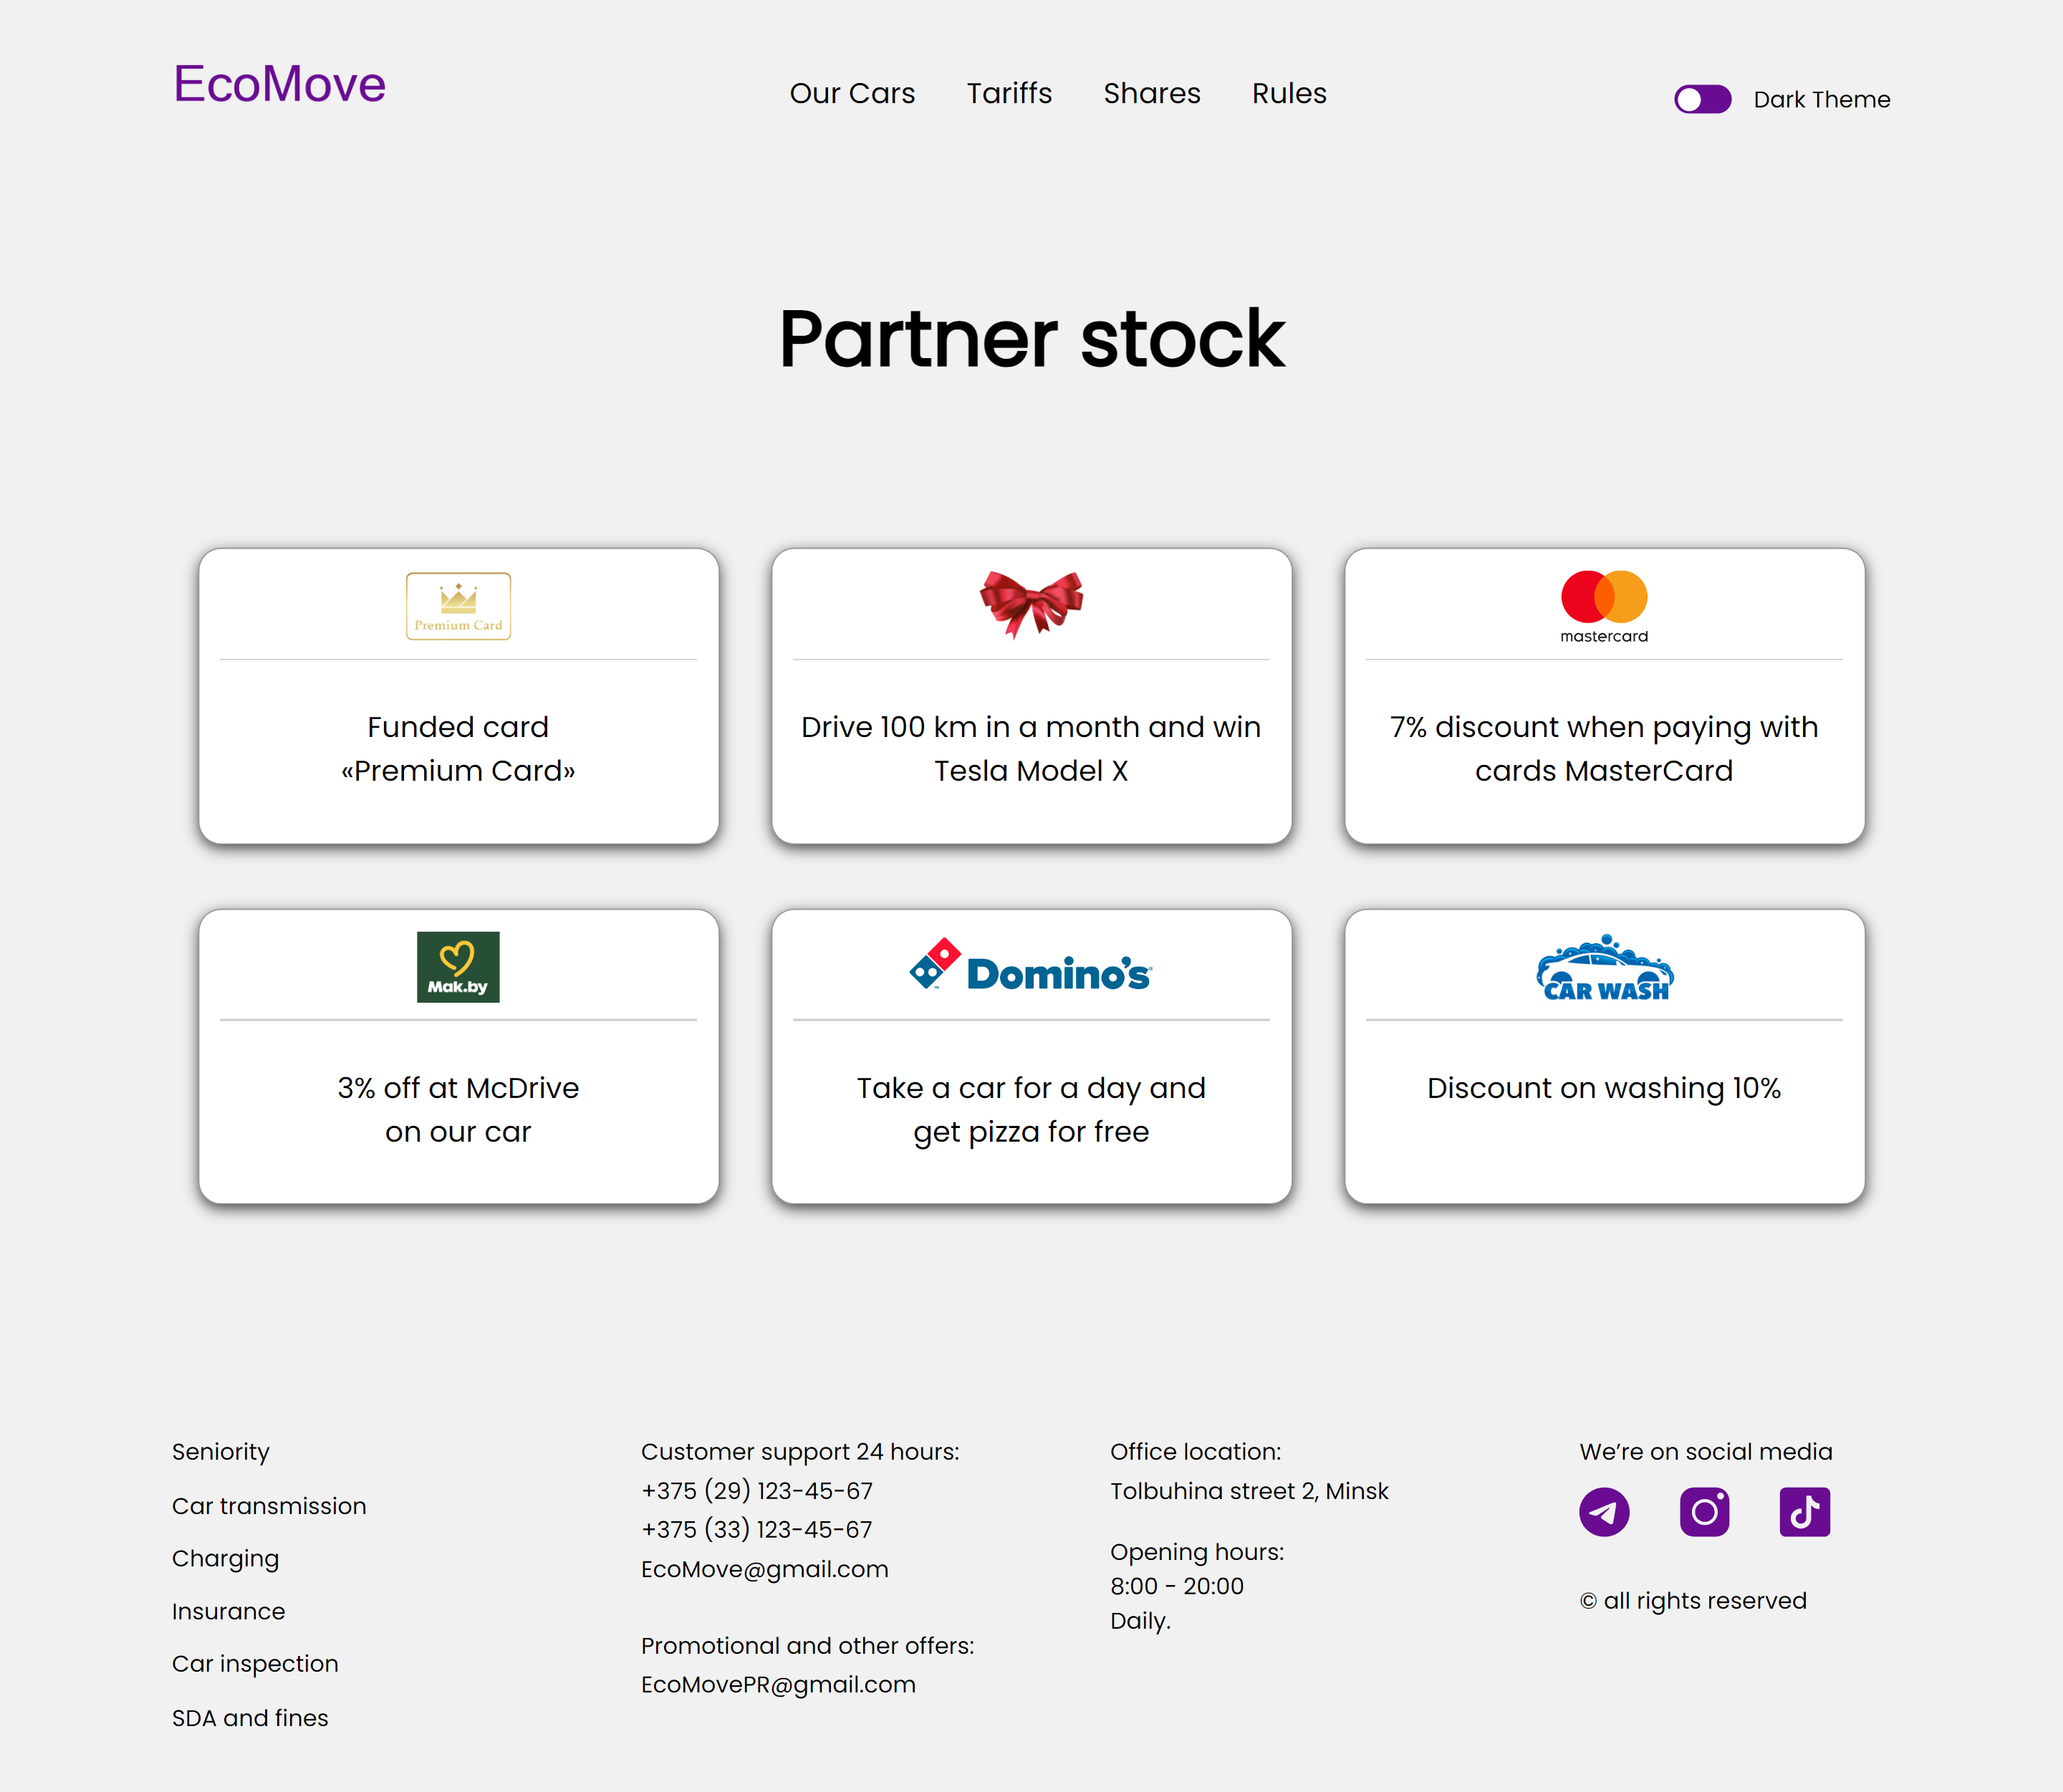 EcoMove
Our Cars
Tariffs
Shares
Rules
Dark Theme
Partner stock
Premium Card
Funded card
«Premium Card»
Drive 100 km in a month and win
Tesla Model X
mastercard
7% discount when paying with
cards MasterCard
Mak.by
3% off at McDrive
on our car
Domino's
Take a car for a day and
get pizza for free
CAR WASH
Discount on washing 10%
Seniority
Car transmission
Charging
Insurance
Car inspection
SDA and fines
Customer support 24 hours:
+375 (29) 123-45-67
+375 (33) 123-45-67
EcoMove@gmail.com
Promotional and other offers:
EcoMovePR@gmail.com
Office location:
Tolbuhina street 2, Minsk
Opening hours:
8:00 - 20:00
Daily.
We’re on social media
© all rights reserved